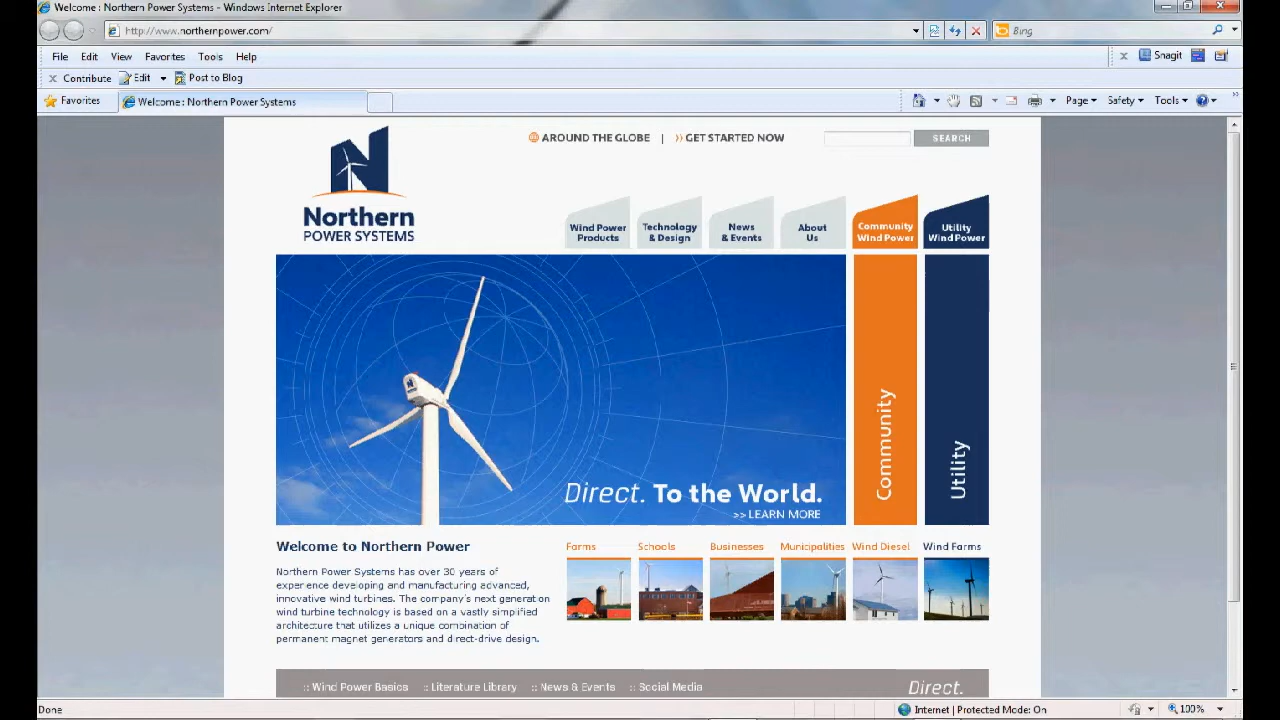 Welcome : Northern Power Systems - Windows Internet Explorer
http://www.northernpower.com/
Bing
File Edit View Favorites Tools Help
Snagit
Contribute Edit Post to Blog
Favorites
Welcome : Northern Power Systems
Page Safety Tools
AROUND THE GLOBE | GET STARTED NOW
SEARCH
N
Northern
POWER SYSTEMS
Wind Power
Products
Technology
& Design
News
& Events
About
Us
Community
Wind Power
Utility
Wind Power
N
Direct. To the World.
>> LEARN MORE
Community
Utility
Welcome to Northern Power
Northern Power Systems has over 30 years of
experience developing and manufacturing advanced,
innovative wind turbines. The company's next generation
wind turbine technology is based on a vastly simplified
architecture that utilizes a unique combination of
permanent magnet generators and direct-drive design.
Farms
Schools
Businesses
Municipalities
Wind Diesel
Wind Farms
:: Wind Power Basics :: Literature Library :: News & Events :: Social Media
Direct.
Done
Internet | Protected Mode: On
100%